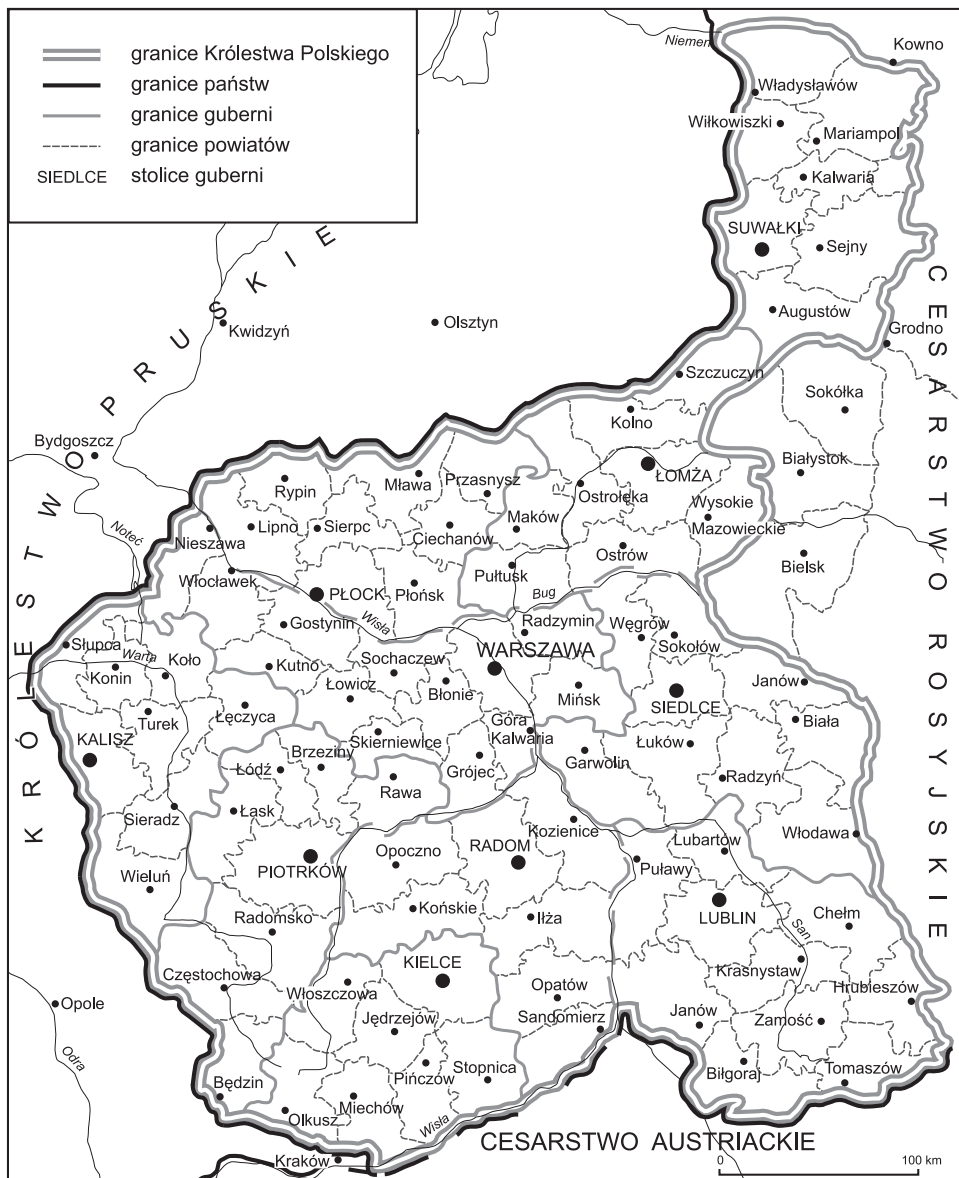 granice Królestwa Polskiego
granice państw
granice guberni
granice powiatów
SIEDLCE stolice guberni
Niemen
Kowno
Władysławów
Wiłkowiszki
Mariampol
Kalwaria
SUWAŁKI
Sejny
Augustów
Grodno
KRÓLESTWO PRUSKIE
CESARSTWO ROSYJSKIE
Kwidzyń
Olsztyn
Szczuczyn
Kolno
Sokółka
Bydgoszcz
Białystok
Rypin
Mława
Przasnysz
Ostrołęka
ŁOMŻA
Wysokie
Mazowieckie
Noteć
Nieszawa
Lipno
Sierpc
Ciechanów
Maków
Ostrów
Bielsk
Włocławek
PŁOCK
Płońsk
Pułtusk
Bug
Wisła
Gostynin
Radzymin
Węgrów
Sokołów
Słupca
Warta
Konin
Koło
Kutno
Sochaczew
WARSZAWA
Łowicz
Błonie
Mińsk
SIEDLCE
Janów
Turek
Łęczyca
Biała
KALISZ
Skierniewice
Góra
Kalwaria
Łuków
Łódź
Brzeziny
Grójec
Garwolin
Rawa
Radzyń
Sieradz
Łask
Kozienice
Lubartów
Włodawa
PIOTRKÓW
Opoczno
RADOM
Puławy
Wieluń
Radomsko
Końskie
Iłża
LUBLIN
San
Chełm
Częstochowa
KIELCE
Krasnystaw
Włoszczowa
Opatów
Hrubieszów
Opole
Jędrzejów
Sandomierz
Janów
Zamość
Odra
Będzin
Pińczów
Stopnica
Biłgoraj
Tomaszów
Olkusz
Miechów
Wisła
Kraków
CESARSTWO AUSTRIACKIE
0 100 km